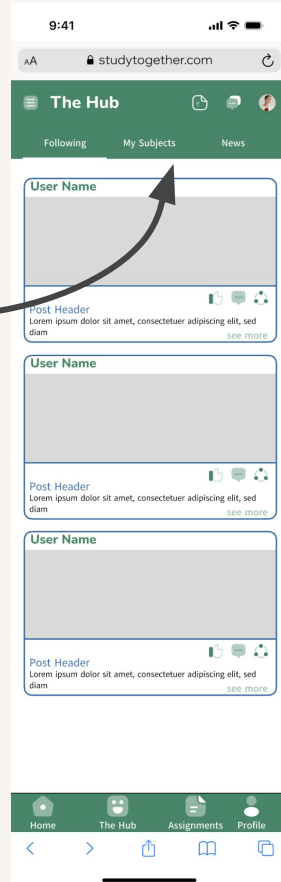 9:41
AA studytogether.com
The Hub
Following My Subjects News
User Name
Post Header
Lorem ipsum dolor sit amet, consectetuer adipiscing elit, sed
diam
see more
User Name
Post Header
Lorem ipsum dolor sit amet, consectetuer adipiscing elit, sed
diam
see more
User Name
Post Header
Lorem ipsum dolor sit amet, consectetuer adipiscing elit, sed
diam
see more
Home The Hub Assignments Profile